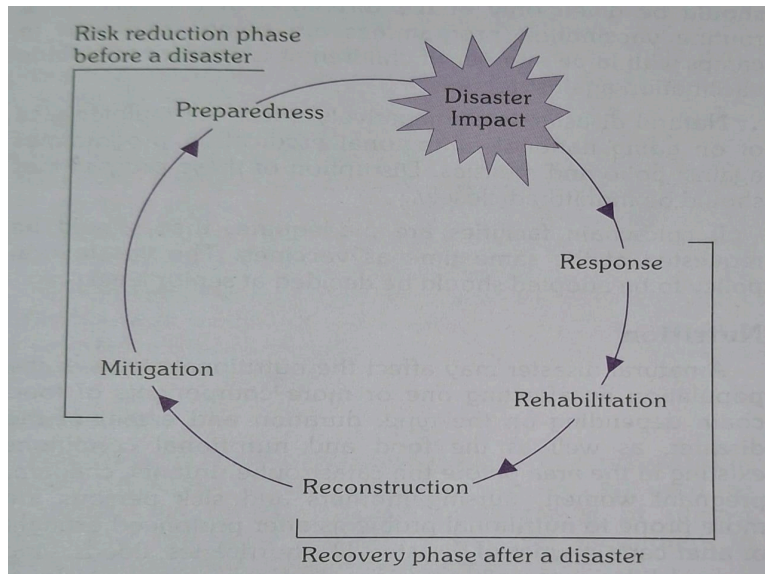 Risk reduction phase
before a disaster
Preparedness
Disaster
Impact
Response
Rehabilitation
Reconstruction
Mitigation
Recovery phase after a disaster